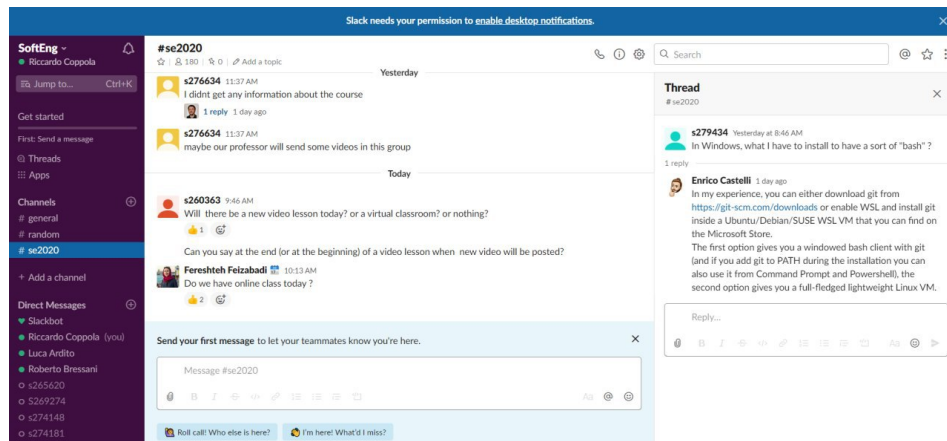 Slack needs your permission to enable desktop notifications.
SoftEng
Riccardo Coppola
Jump to... Ctrl+K
Get started
First: Send a message
Threads
Apps
Channels
# general
# random
# se2020
+ Add a channel
Direct Messages
Slackbot
Riccardo Coppola (you)
Luca Ardito
Roberto Bressani
s265620
S269274
s274148
s274181
#se2020
180 | 0 | Add a topic
Yesterday
s276634 11:37 AM
I didnt get any information about the course
1 reply 1 day ago
s276634 11:37 AM
maybe our professor will send some videos in this group
Today
s260363 9:46 AM
Will there be a new video lesson today? or a virtual classroom? or nothing?
1
Can you say at the end (or at the beginning) of a video lesson when new video will be posted?
Fereshteh Feizabadi 10:13 AM
Do we have online class today ?
2
Send your first message to let your teammates know you're here.
Message #se2020
Aa @
Roll call! Who else is here?
I'm here! What'd I miss?
Search
@
Thread
# se2020
s279434 Yesterday at 8:46 AM
In Windows, what I have to install to have a sort of "bash" ?
1 reply
Enrico Castelli 1 day ago
In my experience, you can either download git from
https://git-scm.com/downloads or enable WSL and install git
inside a Ubuntu/Debian/SUSE WSL VM that you can find on
the Microsoft Store.
The first option gives you a windowed bash client with git
(and if you add git to PATH during the installation you can
also use it from Command Prompt and Powershell), the
second option gives you a full-fledged lightweight Linux VM.
Reply...
Aa @